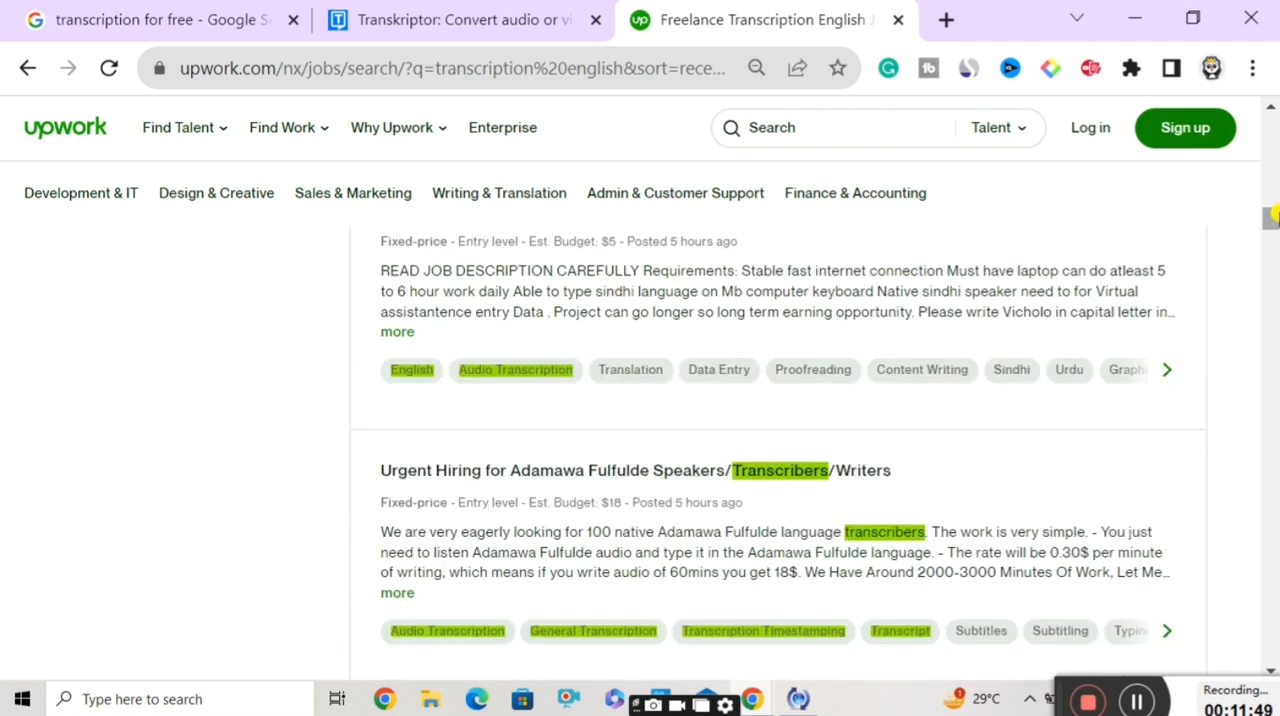 transcription for free - Google Se
Transkriptor: Convert audio or vi
Freelance Transcription English J
upwork.com/nx/jobs/search/?q=transcription%20english&sort=rece...
upwork
Find Talent
Find Work
Why Upwork
Enterprise
Search
Talent
Log in
Sign up
Development & IT
Design & Creative
Sales & Marketing
Writing & Translation
Admin & Customer Support
Finance & Accounting
Fixed-price - Entry level - Est. Budget: $5 - Posted 5 hours ago
READ JOB DESCRIPTION CAREFULLY Requirements: Stable fast internet connection Must have laptop can do atleast 5
to 6 hour work daily Able to type sindhi language on Mb computer keyboard Native sindhi speaker need to for Virtual
assistantence entry Data . Project can go longer so long term earning opportunity. Please write Vicholo in capital letter in...
more
English
Audio Transcription
Translation
Data Entry
Proofreading
Content Writing
Sindhi
Urdu
Graph
Urgent Hiring for Adamawa Fulfulde Speakers/Transcribers/Writers
Fixed-price - Entry level - Est. Budget: $18 - Posted 5 hours ago
We are very eagerly looking for 100 native Adamawa Fulfulde language transcribers. The work is very simple. - You just
need to listen Adamawa Fulfulde audio and type it in the Adamawa Fulfulde language. - The rate will be 0.30$ per minute
of writing, which means if you write audio of 60mins you get 18$. We Have Around 2000-3000 Minutes Of Work, Let Me...
more
Audio Transcription
General Transcription
Transcription Timestamping
Transcript
Subtitles
Subtitling
Typin
Type here to search
29°C
Recording...
00:11:49